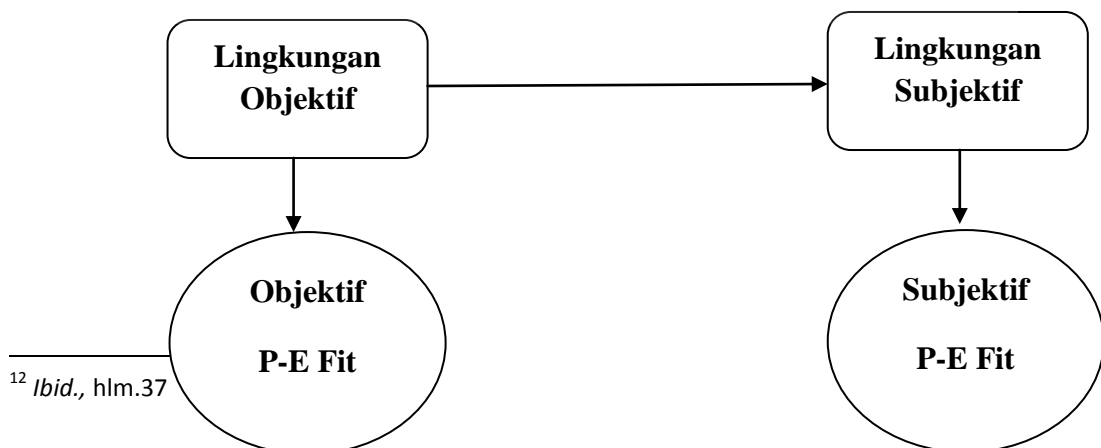 Lingkungan
Objektif
Lingkungan
Subjektif
Objektif
P-E Fit
Subjektif
P-E Fit
12 Ibid., hlm.37